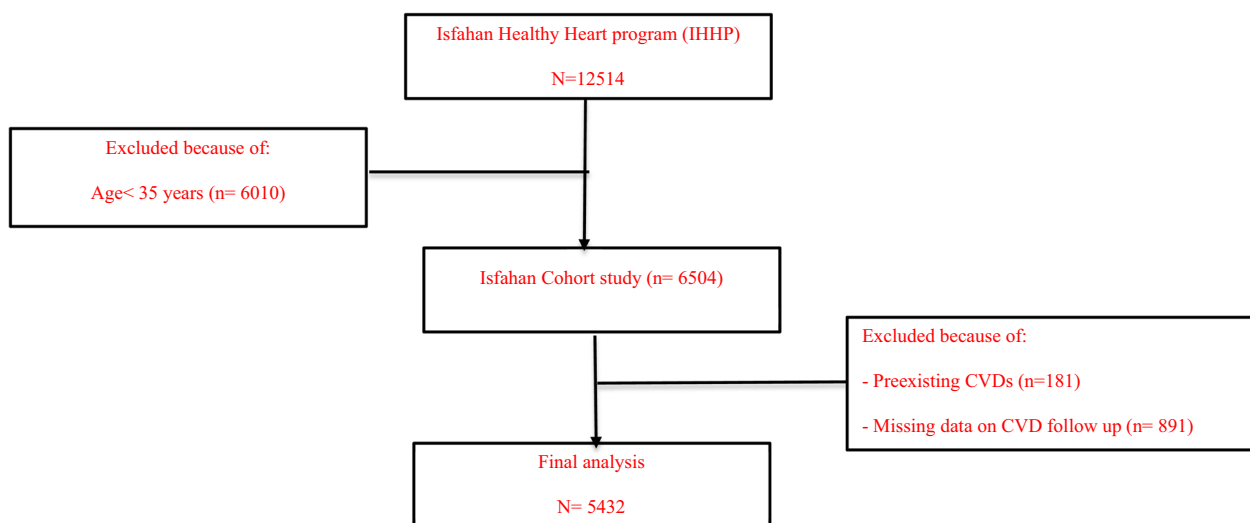 Isfahan Healthy Heart program (IHHP)
N=12514
Excluded because of:
Age< 35 years (n= 6010)
Isfahan Cohort study (n= 6504)
Excluded because of:
- Preexisting CVDs (n=181)
- Missing data on CVD follow up (n= 891)
Final analysis
N= 5432